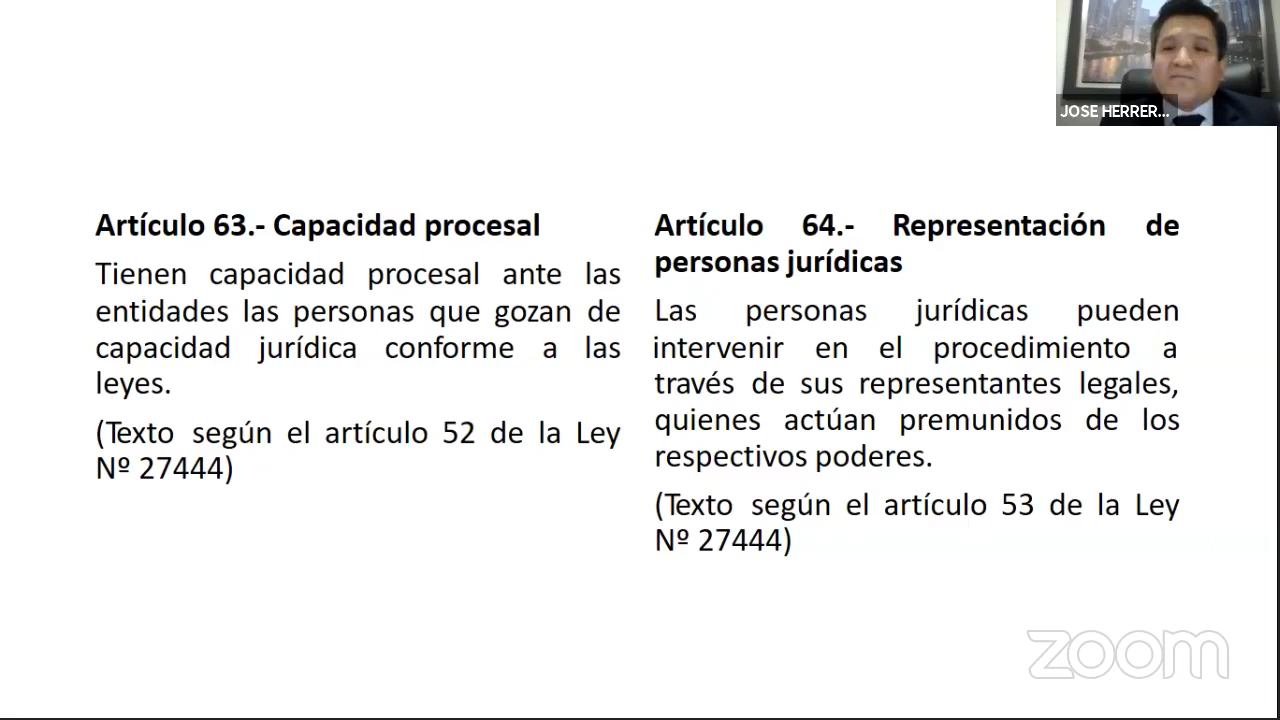 JOSE HERRER...
Artículo 63.- Capacidad procesal
Tienen capacidad procesal ante las
entidades las personas que gozan de
capacidad jurídica conforme a las
leyes.
(Texto según el artículo 52 de la Ley
Nº 27444)
Artículo 64.- Representación de
personas jurídicas
Las personas jurídicas pueden
intervenir en el procedimiento a
través de sus representantes legales,
quienes actúan premunidos de los
respectivos poderes.
(Texto según el artículo 53 de la Ley
Nº 27444)
zoom